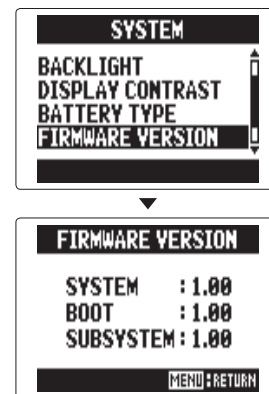 SYSTEM
BACKLIGHT
DISPLAY CONTRAST
BATTERY TYPE
FIRMWARE VERSION
FIRMWARE VERSION
SYSTEM :1.00
BOOT :1.00
SUBSYSTEM:1.00
MENU:RETURN